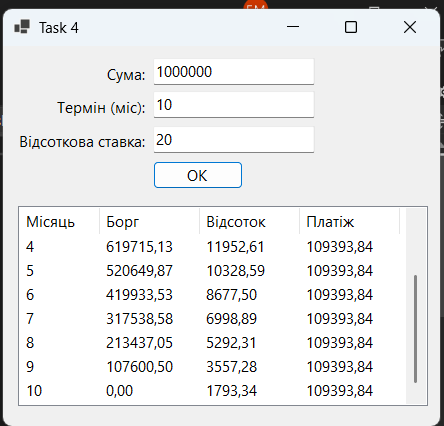 Task 4
Сума: 1000000
Термін (міс): 10
Відсоткова ставка: 20
OK
Місяць Борг Відсоток Платіж
4 619715,13 11952,61 109393,84
5 520649,87 10328,59 109393,84
6 419933,53 8677,50 109393,84
7 317538,58 6998,89 109393,84
8 213437,05 5292,31 109393,84
9 107600,50 3557,28 109393,84
10 0,00 1793,34 109393,84